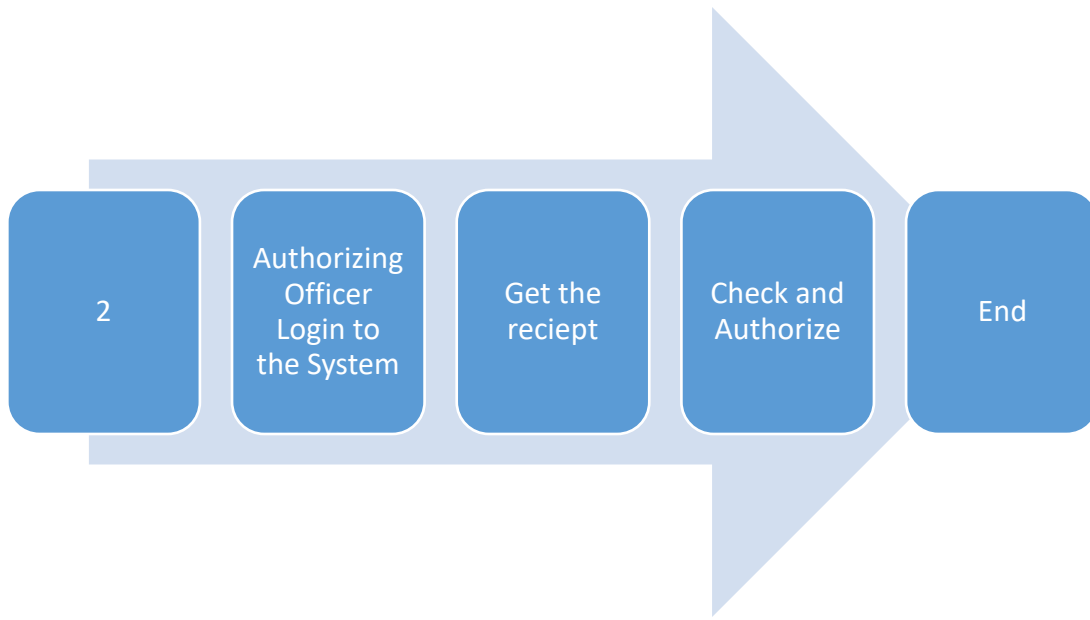 2
Authorizing
Officer
Login to
the System
Get the
reciept
Check and
Authorize
End